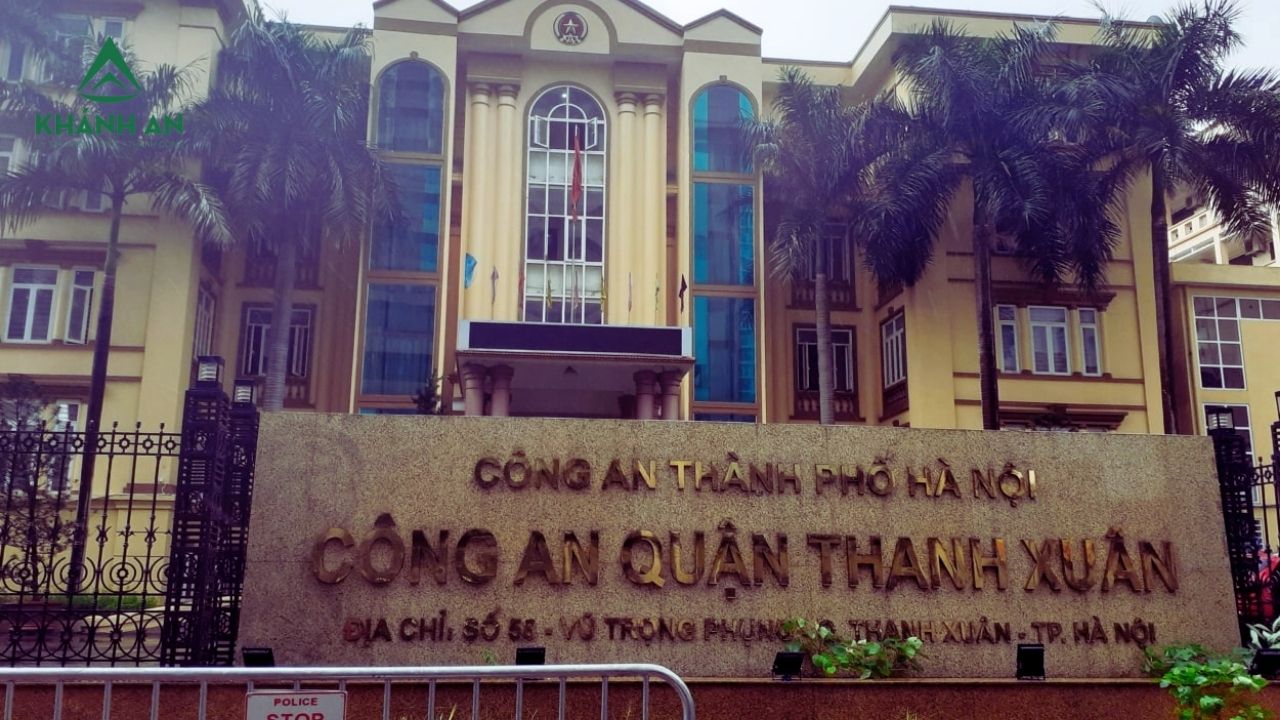 KHÁNH AN
CÔNG AN THÀNH PHỐ HÀ NỘI
CÔNG AN QUẬN THANH XUÂN
ĐỊA CHỈ: SỐ 58 - VŨ TRỌNG PHỤNG THANH XUÂN - TP. HÀ NỘI
POLICE
STOP